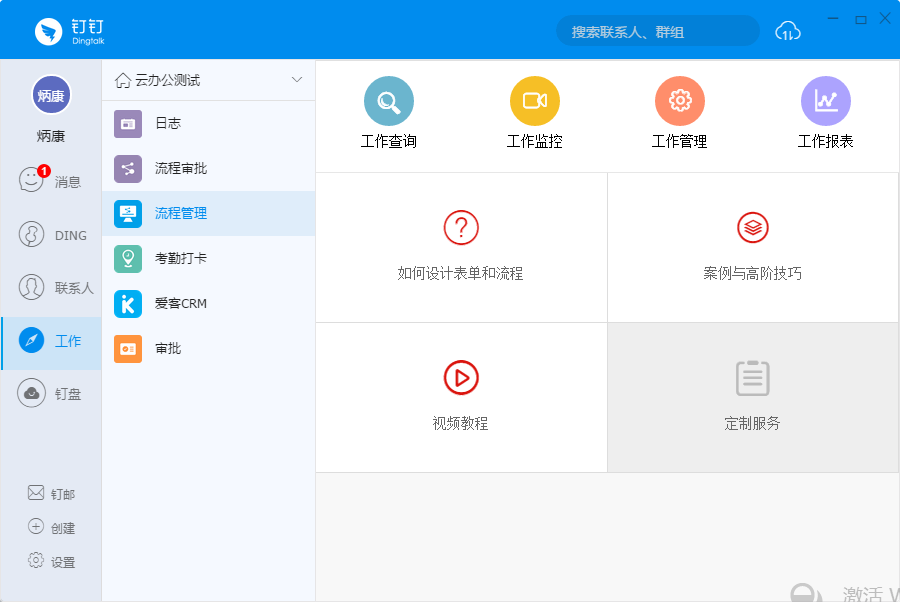 钉钉
Dingtalk
搜索联系人、群组
炳康
炳康
1
消息
DING
联系人
工作
钉盘
钉邮
创建
设置
云办公测试
日志
流程审批
流程管理
考勤打卡
爱客CRM
审批
工作查询
工作监控
工作管理
工作报表
如何设计表单和流程
案例与高阶技巧
视频教程
定制服务
激活 W